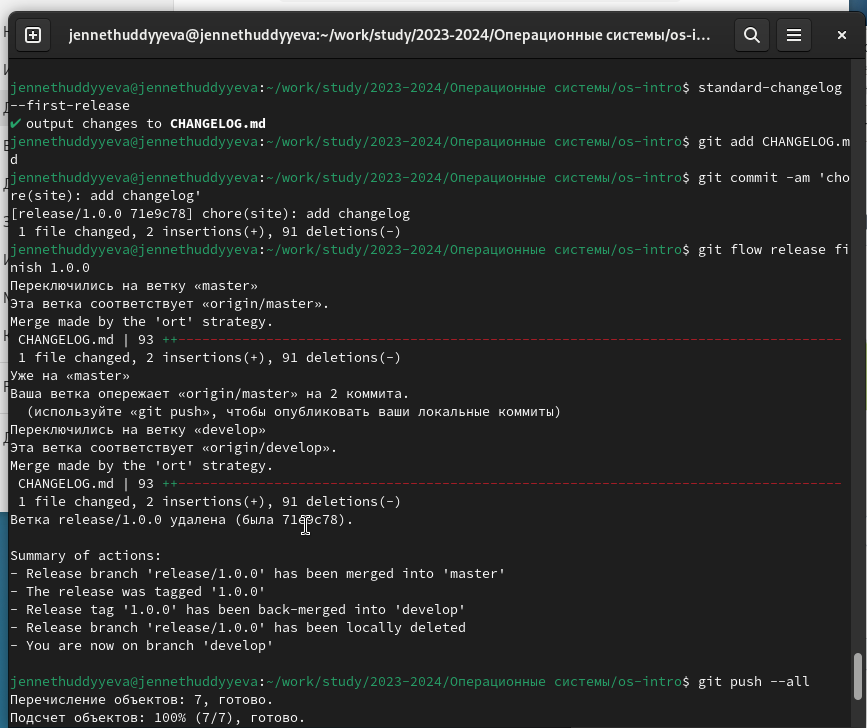 jennethuddyyeva@jennethuddyyeva:~/work/study/2023-2024/Операционные системы/os-i...
jennethuddyyeva@jennethuddyyeva:~/work/study/2023-2024/Операционные системы/os-intro$ standard-changelog
--first-release
✔ output changes to CHANGELOG.md
jennethuddyyeva@jennethuddyyeva:~/work/study/2023-2024/Операционные системы/os-intro$ git add CHANGELOG.m
d
jennethuddyyeva@jennethuddyyeva:~/work/study/2023-2024/Операционные системы/os-intro$ git commit -am 'cho
re(site): add changelog'
[release/1.0.0 71e9c78] chore(site): add changelog
 1 file changed, 2 insertions(+), 91 deletions(-)
jennethuddyyeva@jennethuddyyeva:~/work/study/2023-2024/Операционные системы/os-intro$ git flow release fi
nish 1.0.0
Переключились на ветку «master»
Эта ветка соответствует «origin/master».
Merge made by the 'ort' strategy.
 CHANGELOG.md | 93 ++-----------------------------------------------------------------------------------
 1 file changed, 2 insertions(+), 91 deletions(-)
Уже на «master»
Ваша ветка опережает «origin/master» на 2 коммита.
  (используйте «git push», чтобы опубликовать ваши локальные коммиты)
Переключились на ветку «develop»
Эта ветка соответствует «origin/develop».
Merge made by the 'ort' strategy.
 CHANGELOG.md | 93 ++-----------------------------------------------------------------------------------
 1 file changed, 2 insertions(+), 91 deletions(-)
Ветка release/1.0.0 удалена (была 71e9c78).
Summary of actions:
- Release branch 'release/1.0.0' has been merged into 'master'
- The release was tagged '1.0.0'
- Release tag '1.0.0' has been back-merged into 'develop'
- Release branch 'release/1.0.0' has been locally deleted
- You are now on branch 'develop'
jennethuddyyeva@jennethuddyyeva:~/work/study/2023-2024/Операционные системы/os-intro$ git push --all
Перечисление объектов: 7, готово.
Подсчет объектов: 100% (7/7), готово.